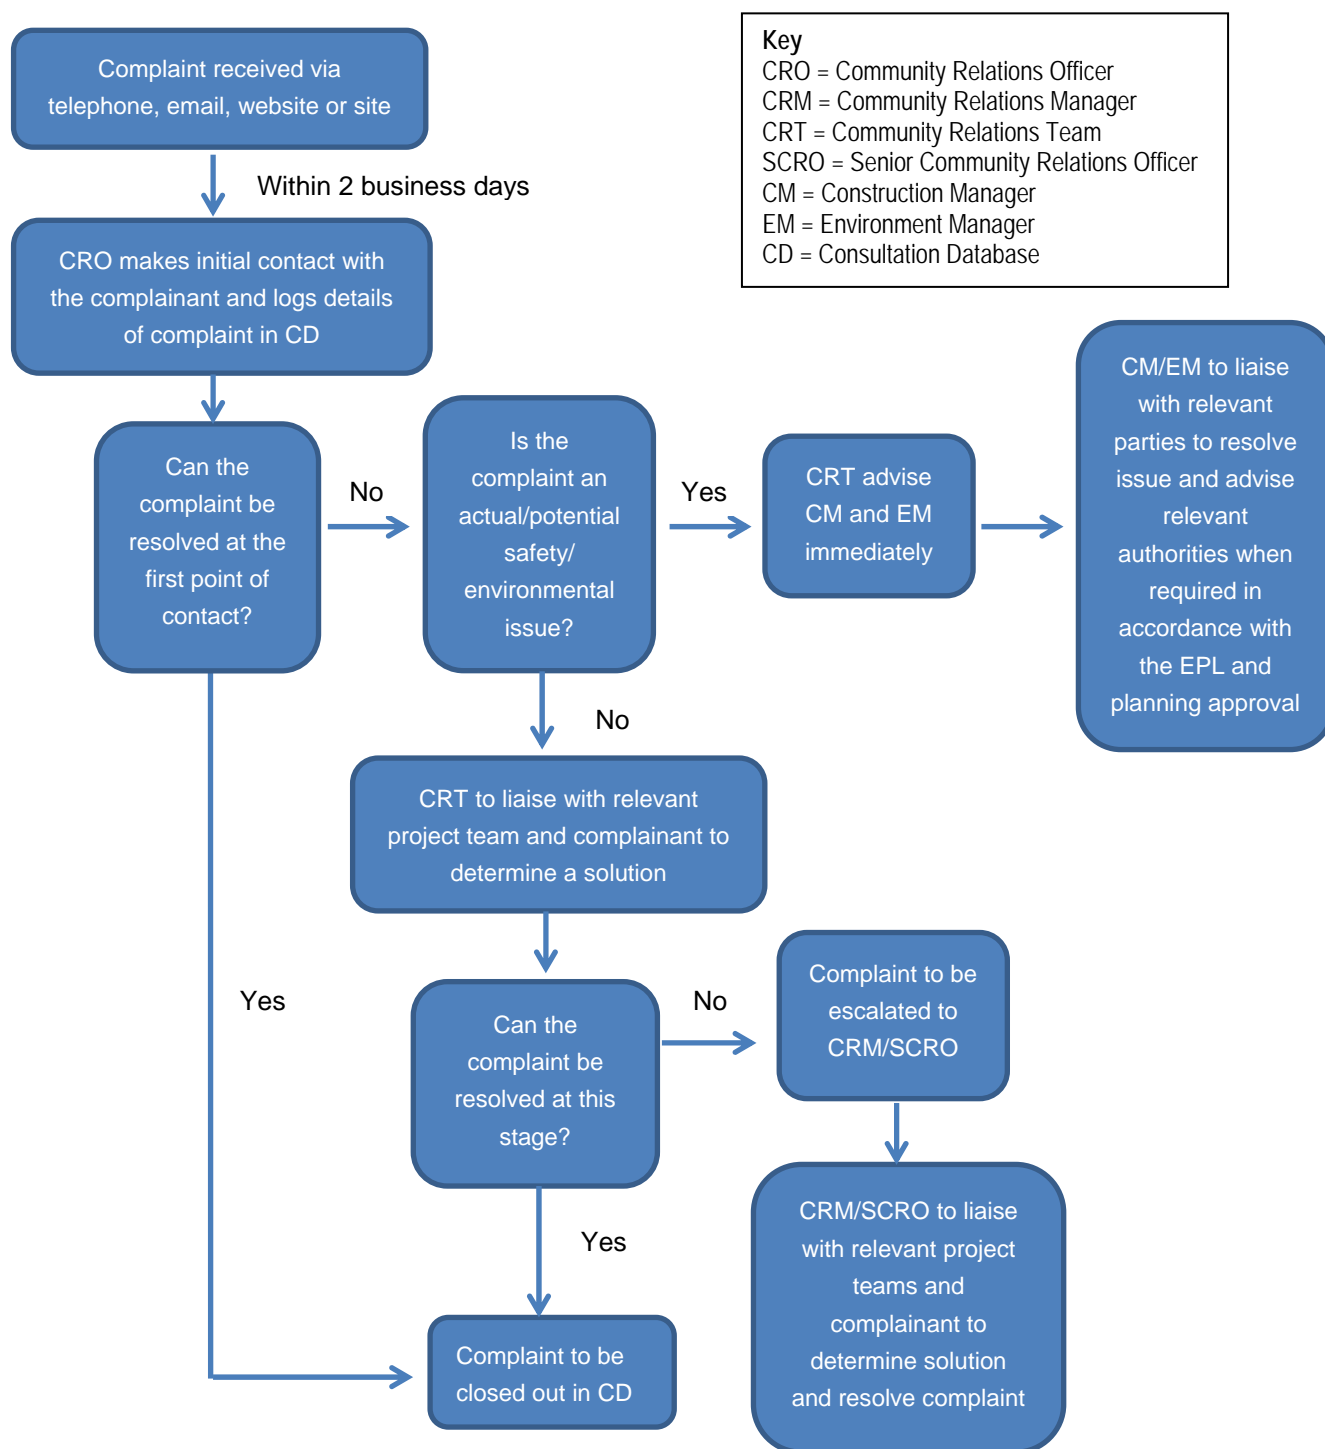 Complaint received via
telephone, email, website or site
Key
CRO = Community Relations Officer
CRM = Community Relations Manager
CRT = Community Relations Team
SCRO = Senior Community Relations Officer
CM = Construction Manager
EM = Environment Manager
CD = Consultation Database
Within 2 business days
CRO makes initial contact with
the complainant and logs details
of complaint in CD
Can the
complaint be
resolved at the
first point of
contact?
No
Is the
complaint an
actual/potential
safety/
environmental
issue?
Yes
CRT advise
CM and EM
immediately
CM/EM to liaise
with relevant
parties to resolve
issue and advise
relevant
authorities when
required in
accordance with
the EPL and
planning approval
No
CRT to liaise with relevant
project team and complainant to
determine a solution
Yes
Can the
complaint be
resolved at this
stage?
No
Complaint to be
escalated to
CRM/SCRO
Yes
CRM/SCRO to liaise
with relevant project
teams and
complainant to
determine solution
and resolve complaint
Complaint to be
closed out in CD